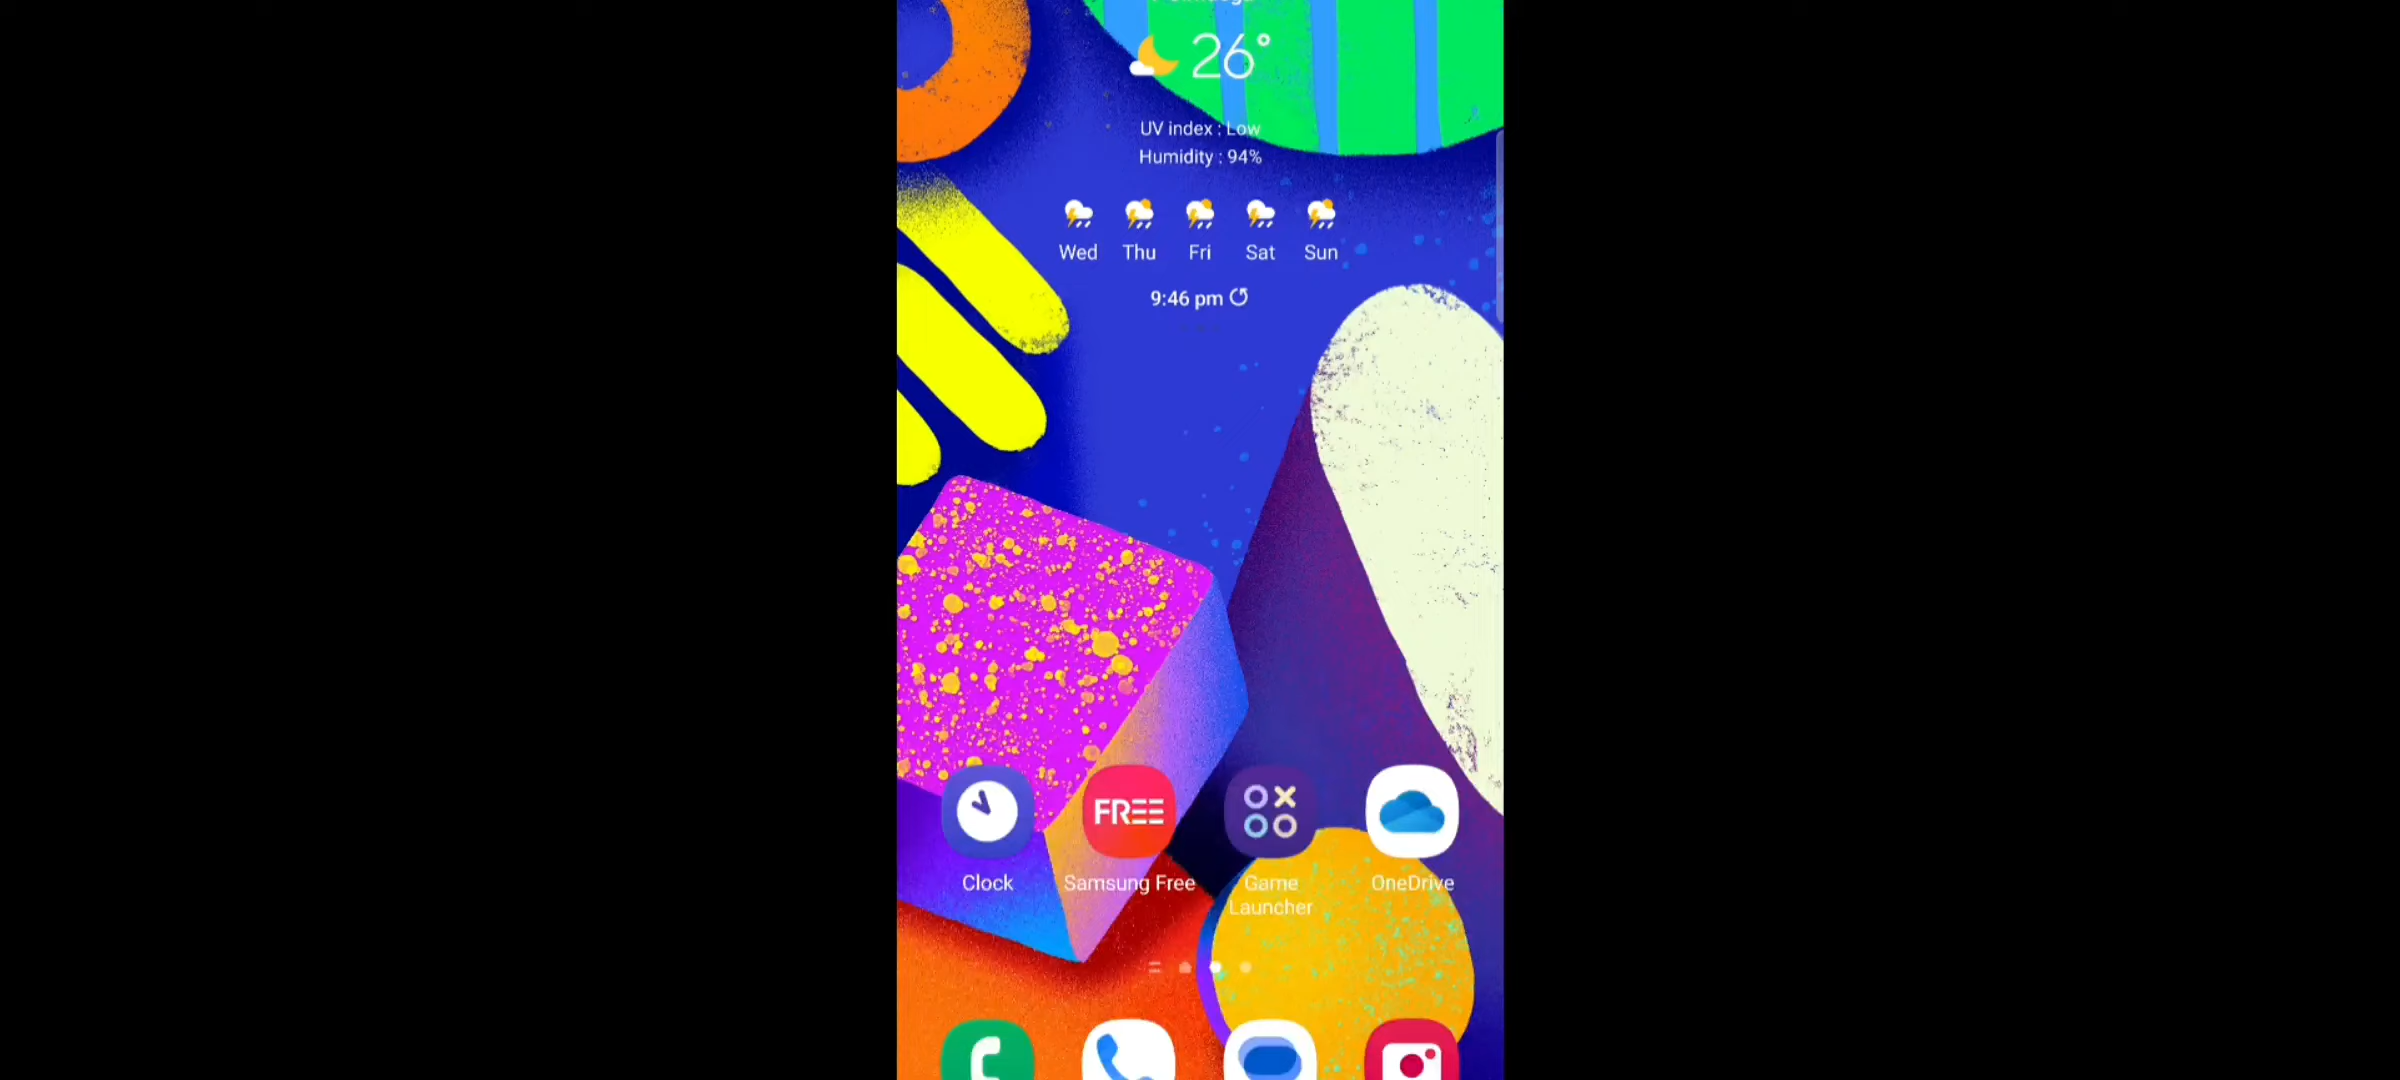 26°
UV index : Low
Humidity : 94%
Wed Thu Fri Sat Sun
9:46 pm
FREE
Clock Samsung Free Game Launcher OneDrive